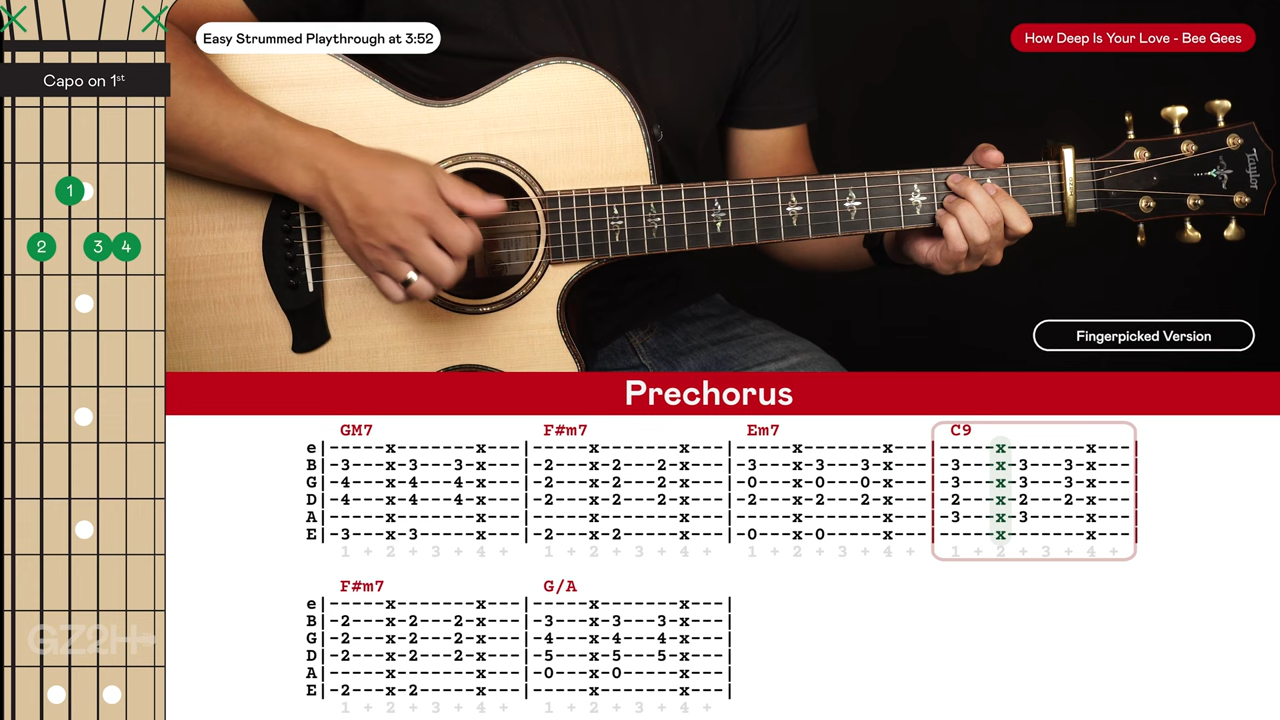 Easy Strummed Playthrough at 3:52
How Deep Is Your Love - Bee Gees
Capo on 1st
1
2 3 4
Taylor
Fingerpicked Version
Prechorus
GM7 F#m7 Em7 C9
e|-----x-------x---|-----x-------x---|-----x-------x---|-----x-------x---|
B|-3---x-3---3-x---|-2---x-2---2-x---|-3---x-3---3-x---|-3---x-3---3-x---|
G|-4---x-4---4-x---|-2---x-2---2-x---|-0---x-0---0-x---|-3---x-3---3-x---|
D|-4---x-4---4-x---|-2---x-2---2-x---|-2---x-2---2-x---|-2---x-2---2-x---|
A|-----x-------x---|-----x-------x---|-----x-------x---|-3---x-3-----x---|
E|-3---x-3-----x---|-2---x-2-----x---|-0---x-0-----x---|-----x-------x---|
1 + 2 + 3 + 4 + 1 + 2 + 3 + 4 + 1 + 2 + 3 + 4 + 1 + 2 + 3 + 4 +
F#m7 G/A
e|-----x-------x---|-----x-------x---|
B|-2---x-2---2-x---|-3---x-3---3-x---|
G|-2---x-2---2-x---|-4---x-4---4-x---|
D|-2---x-2---2-x---|-5---x-5---5-x---|
A|-----x-------x---|-0---x-0-----x---|
E|-2---x-2-----x---|-----x-------x---|
1 + 2 + 3 + 4 + 1 + 2 + 3 + 4 +
GZ2H